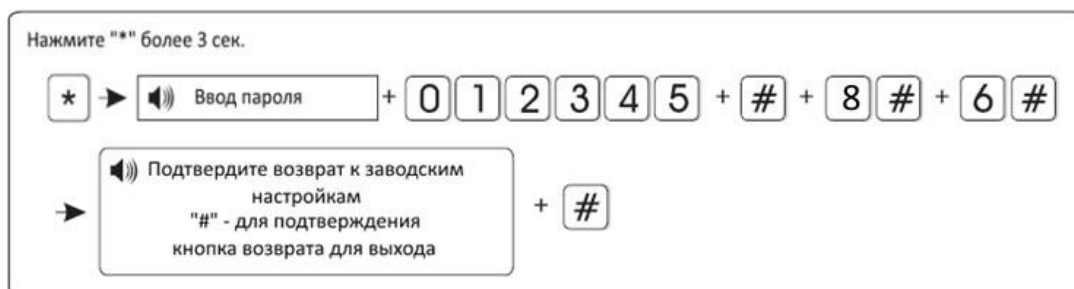 Нажмите "*" более 3 сек.
* Ввод пароля + 0 1 2 3 4 5 + # + 8 # + 6 #
Подтвердите возврат к заводским
настройкам
"#" - для подтверждения
кнопка возврата для выхода
+ #